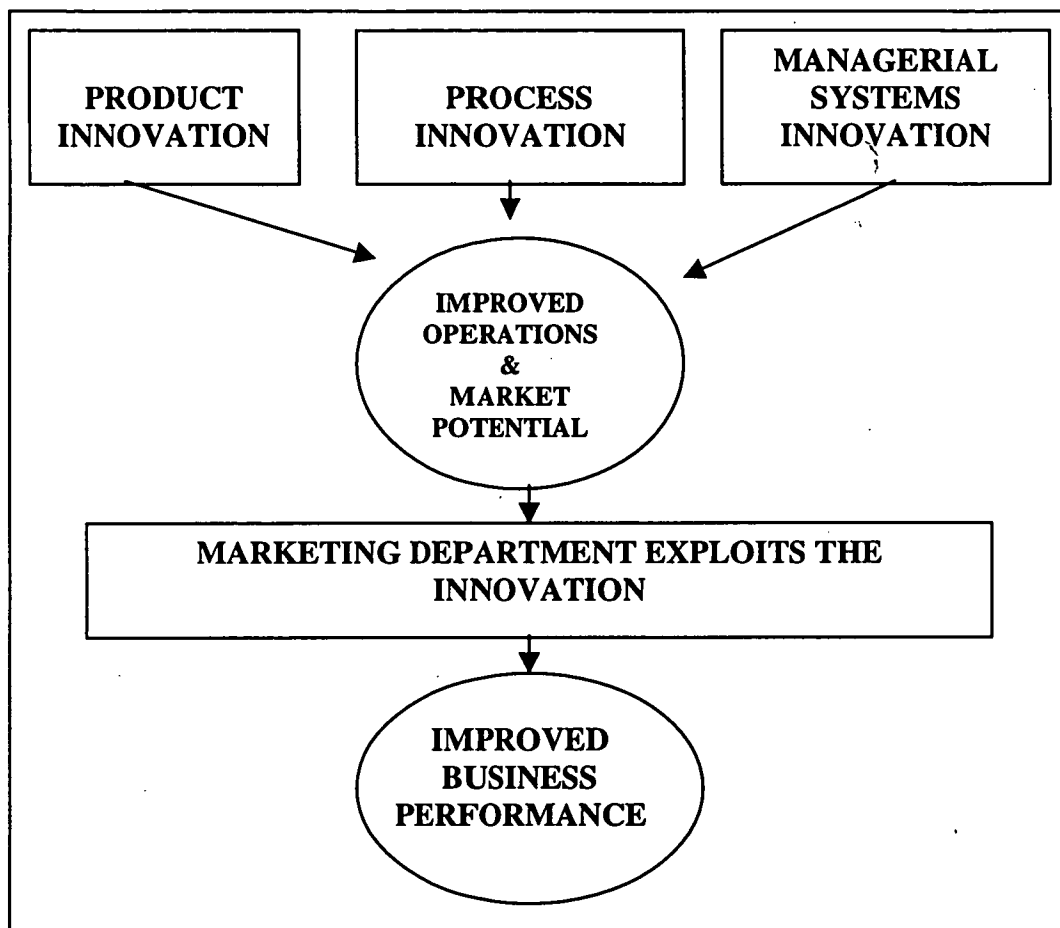 PRODUCT
INNOVATION
PROCESS
INNOVATION
MANAGERIAL
SYSTEMS
INNOVATION
IMPROVED
OPERATIONS
&
MARKET
POTENTIAL
MARKETING DEPARTMENT EXPLOITS THE
INNOVATION
IMPROVED
BUSINESS
PERFORMANCE